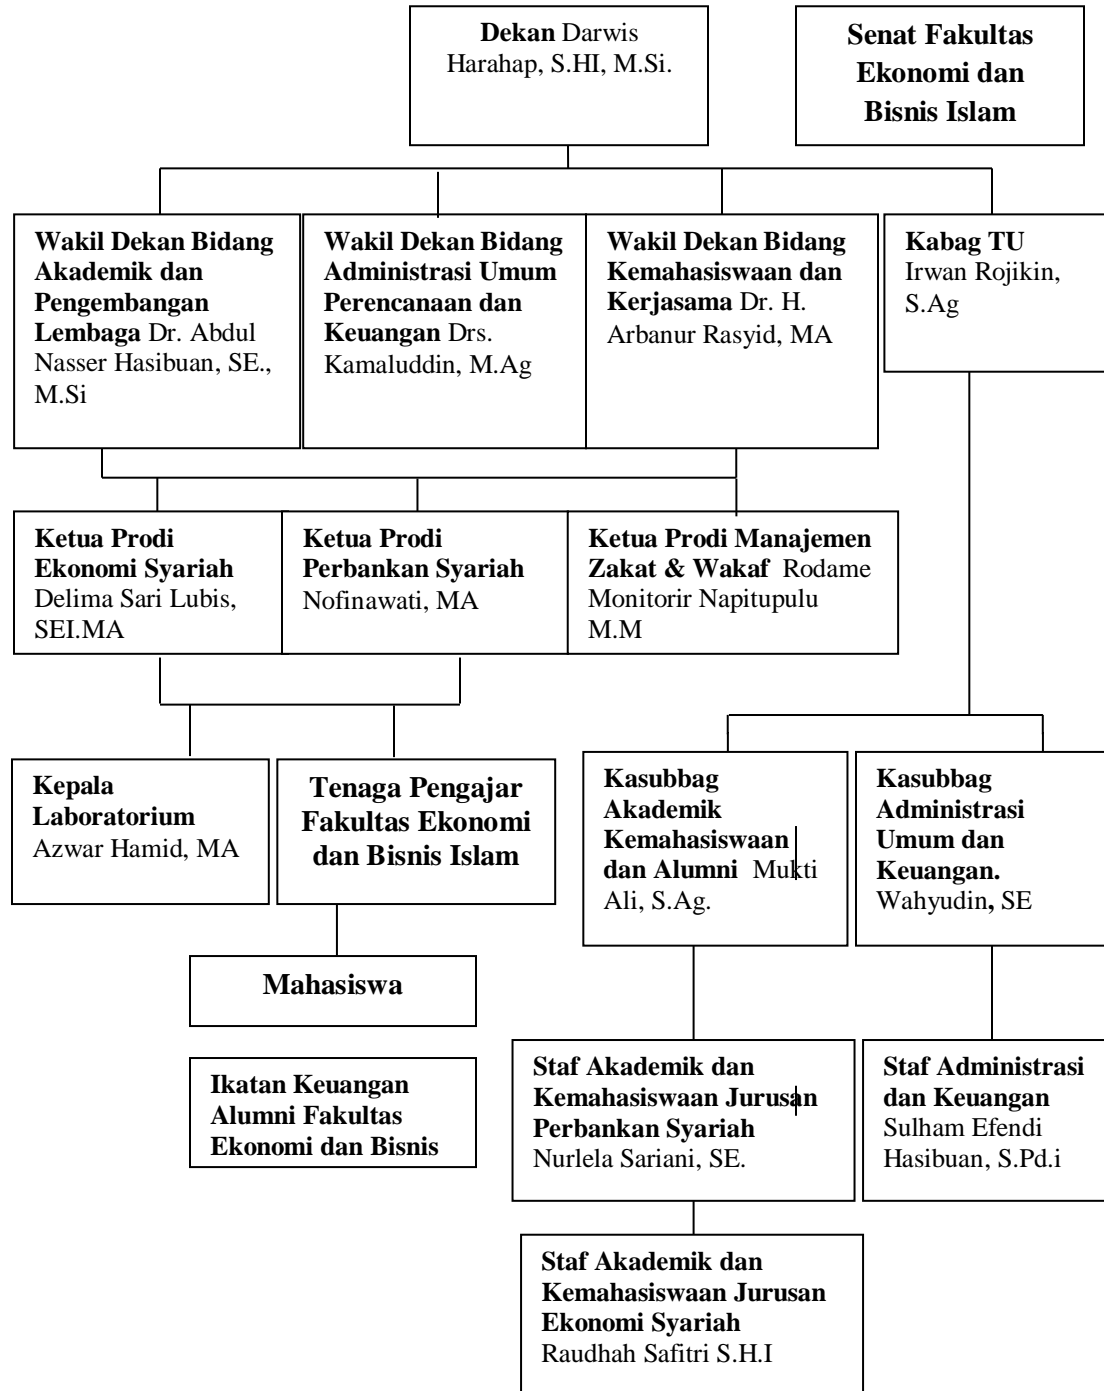 Dekan Darwis
Harahap, S.HI, M.Si.
Senat Fakultas
Ekonomi dan
Bisnis Islam
Wakil Dekan Bidang
Akademik dan
Pengembangan
Lembaga Dr. Abdul
Nasser Hasibuan, SE.,
M.Si
Wakil Dekan Bidang
Administrasi Umum
Perencanaan dan
Keuangan Drs.
Kamaluddin, M.Ag
Wakil Dekan Bidang
Kemahasiswaan dan
Kerjasama Dr. H.
Arbanur Rasyid, MA
Kabag TU
Irwan Rojikin,
S.Ag
Ketua Prodi
Ekonomi Syariah
Delima Sari Lubis,
SEI.MA
Ketua Prodi
Perbankan Syariah
Nofinawati, MA
Ketua Prodi Manajemen
Zakat & Wakaf Rodame
Monitorir Napitupulu
M.M
Kepala
Laboratorium
Azwar Hamid, MA
Tenaga Pengajar
Fakultas Ekonomi
dan Bisnis Islam
Kasubbag
Akademik
Kemahasiswaan
dan Alumni Mukti
Ali, S.Ag.
Kasubbag
Administrasi
Umum dan
Keuangan.
Wahyudin, SE
Mahasiswa
Ikatan Keuangan
Alumni Fakultas
Ekonomi dan Bisnis
Staf Akademik dan
Kemahasiswaan Jurusan
Perbankan Syariah
Nurlela Sariani, SE.
Staf Administrasi
dan Keuangan
Sulham Efendi
Hasibuan, S.Pd.i
Staf Akademik dan
Kemahasiswaan Jurusan
Ekonomi Syariah
Raudhah Safitri S.H.I